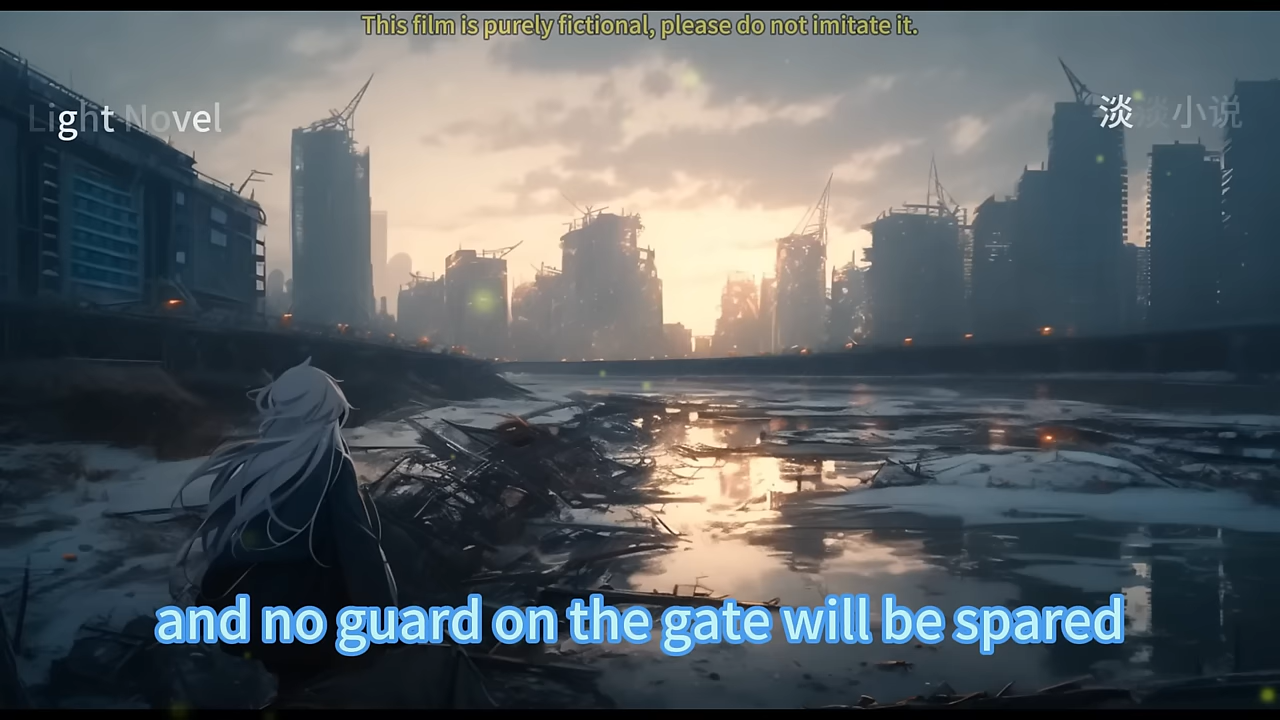 This film is purely fictional, please do not imitate it.
Light Novel
淡淡小说
and no guard on the gate will be spared